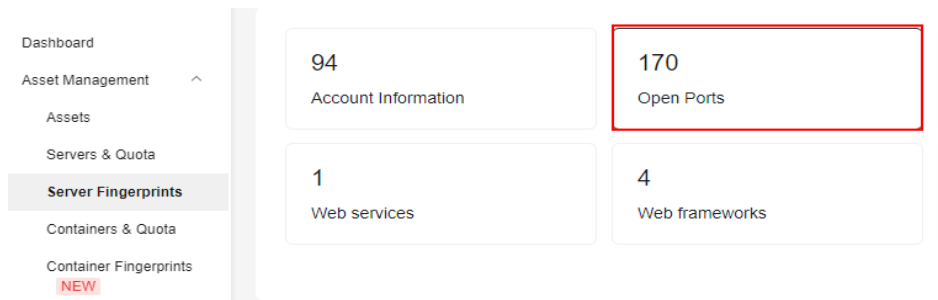 Dashboard
Asset Management
Assets
Servers & Quota
Server Fingerprints
Containers & Quota
Container Fingerprints
NEW
94
Account Information
170
Open Ports
1
Web services
4
Web frameworks